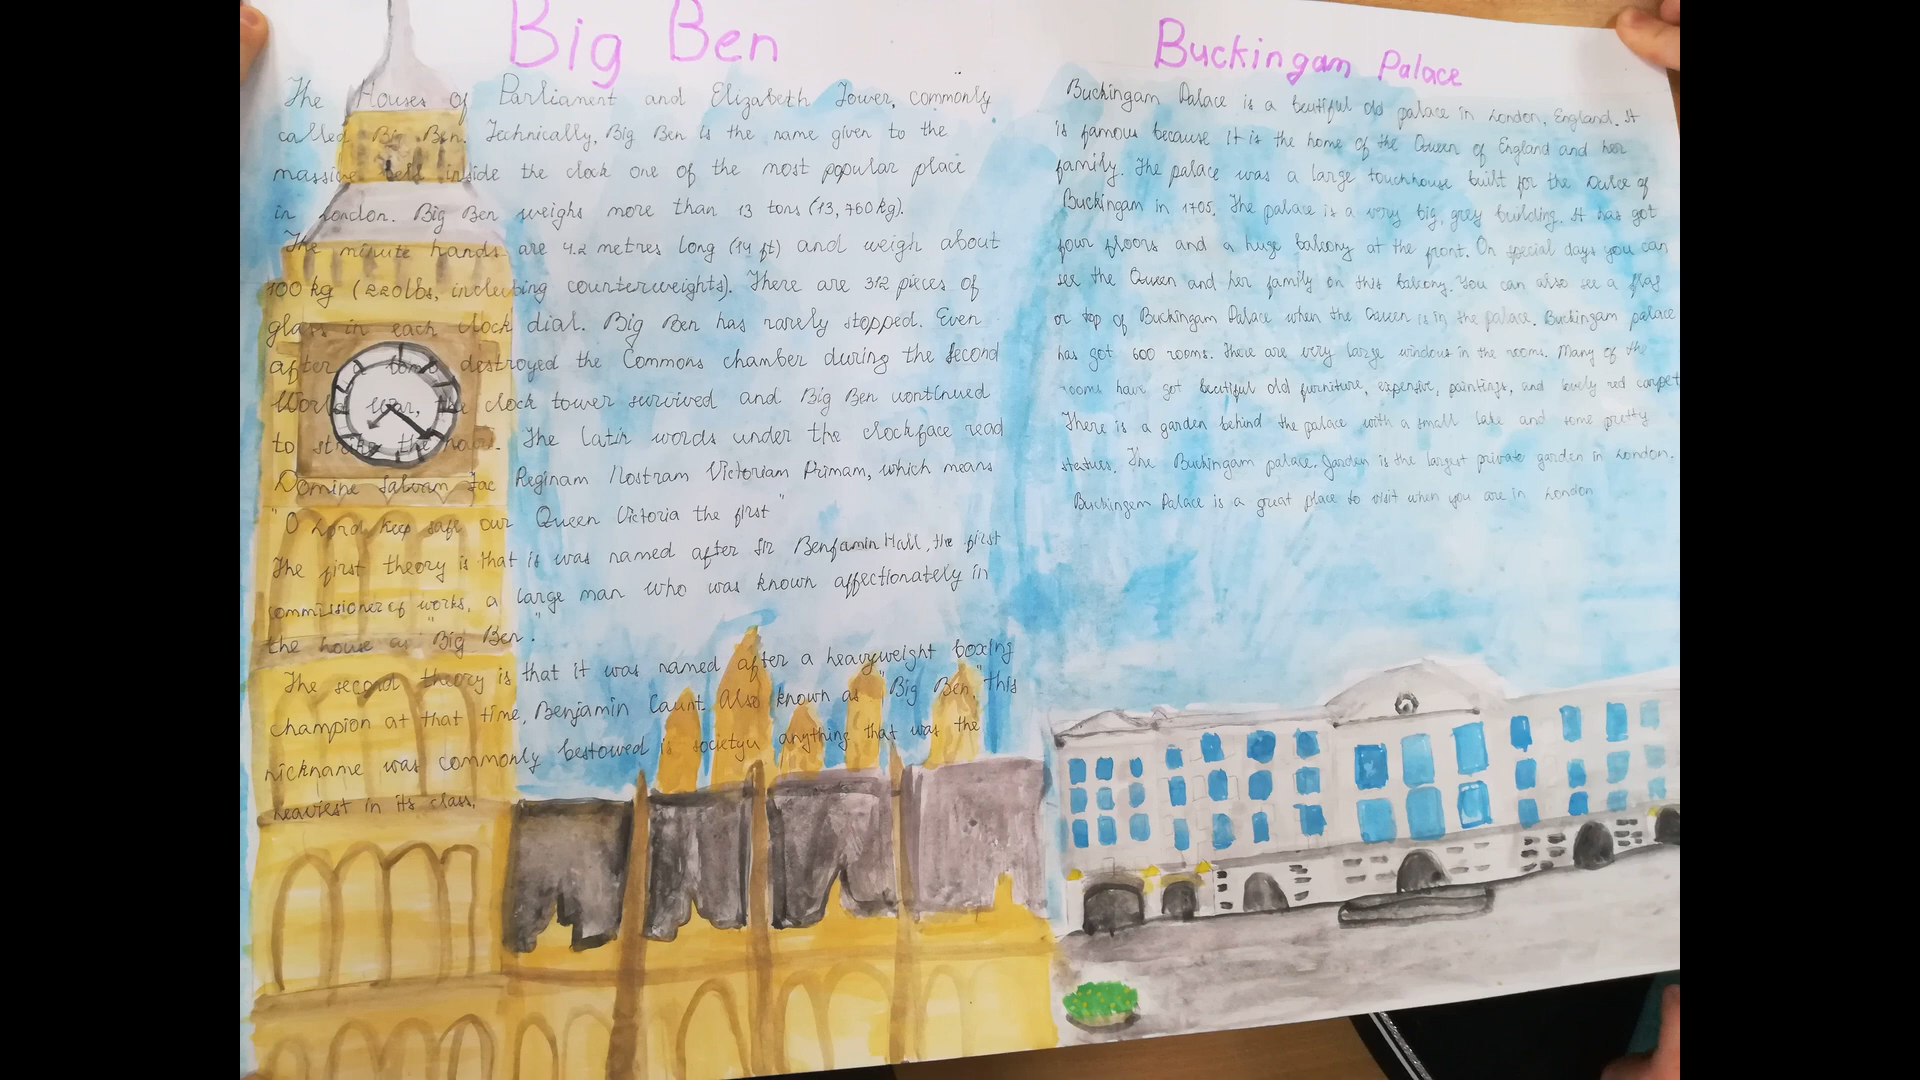 Big Ben
The Houses of Parliament and Elizabeth Tower, commonly
called Big Ben. Technically, Big Ben is the name given to the
massive bell inside the clock one of the most popular place
in London. Big Ben weighs more than 13 tons (13,760 kg).
The minute hands are 4.2 metres long (14 ft) and weigh about
100 kg (220 lbs, including counterweights). There are 312 pieces of
glass in each clock dial. Big Ben has rarely stopped. Even
after a bomb destroyed the Commons chamber during the Second
World War, the clock tower survived and Big Ben continued
to strike the hours. The Latin words under the clockface read
Domine Salvam Fac Reginam Nostram Victoriam Primam, which means
"O Lord, keep safe our Queen Victoria the first"
The first theory is that is was named after Sir Benjamin Hall, the first
commissioner of works, a large man who was known affectionately in
the house as "Big Ben."
The second theory is that it was named after a heavyweight boxing
champion at that time, Benjamin Caunt. Also known as "Big Ben," this
nickname was commonly bestowed is societyu anything that was the
heaviest in its class.
Buckingam Palace
Buckingam Palace is a beutiful old palace in London, England. It
is famous because it is the home of the Queen of England and her
family. The palace was a large touchhouse built for the Dulce of
Buckingam in 1705. The palace is a very big, grey building. It has got
four floors and a huge balcony at the front. On special days you can
see the Queen and her family on this balcony. You can also see a flag
or top of Buckingam Palace when the Queen is in the palace. Buckingam palace
has got 600 rooms. There are very large windows in the rooms. Many of the
rooms have got beutiful old furniture, expensive, paintings, and lovely red carpet
There is a garden behind the palace with a small lake and some pretty
statues. The Buckingam palace. Garden is the largest private garden in London.
Buckingem Palace is a great place to visit when you are in London